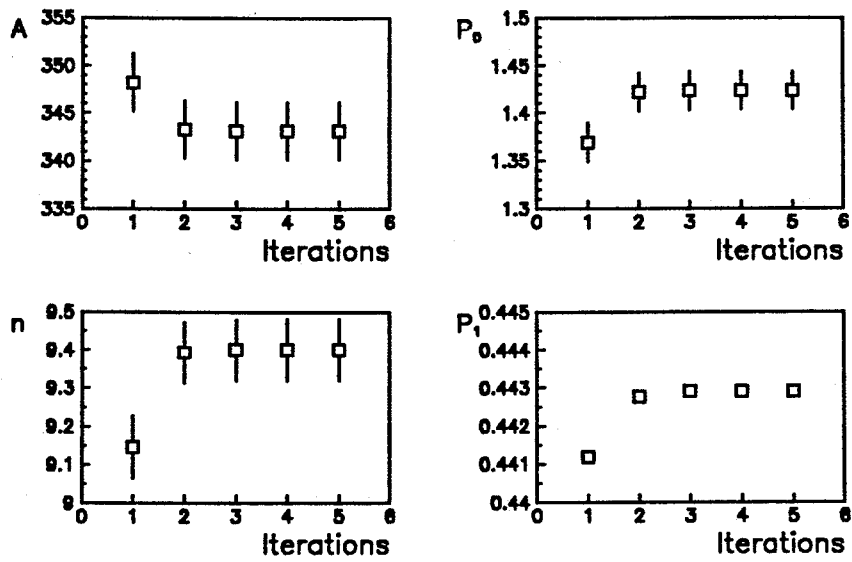 A
355
350
345
340
335
0 1 2 3 4 5 6
Iterations
P₀
1.5
1.45
1.4
1.35
1.3
0 1 2 3 4 5 6
Iterations
n
9.5
9.4
9.3
9.2
9.1
9
0 1 2 3 4 5 6
Iterations
P₁
0.445
0.444
0.443
0.442
0.441
0.44
0 1 2 3 4 5 6
Iterations